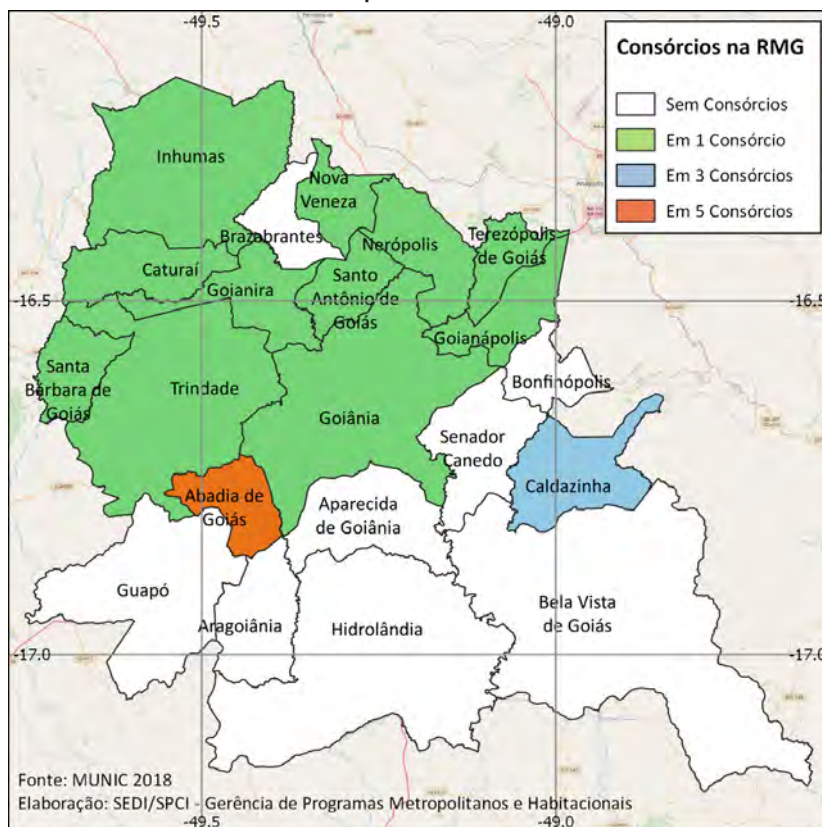 -49.5
-49.0
Consórcios na RMG
Sem Consórcios
Em 1 Consórcio
Em 3 Consórcios
Em 5 Consórcios
Inhumas
Nova
Veneza
Brazabrantes
Nerópolis
Terezópolis
de Goiás
Caturaí
Goianira
Santo
Antônio de
Goiás
-16.5
-16.5
Goianápolis
Santa
Bárbara de
Goiás
Trindade
Goiânia
Bonfinópolis
Senador
Canedo
Caldazinha
Abadia de
Goiás
Aparecida
de Goiânia
Guapó
Aragoiânia
Hidrolândia
Bela Vista
de Goiás
-17.0
-17.0
Fonte: MUNIC 2018
Elaboração: SEDI/SPCI - Gerência de Programas Metropolitanos e Habitacionais
-49.5
-49.0